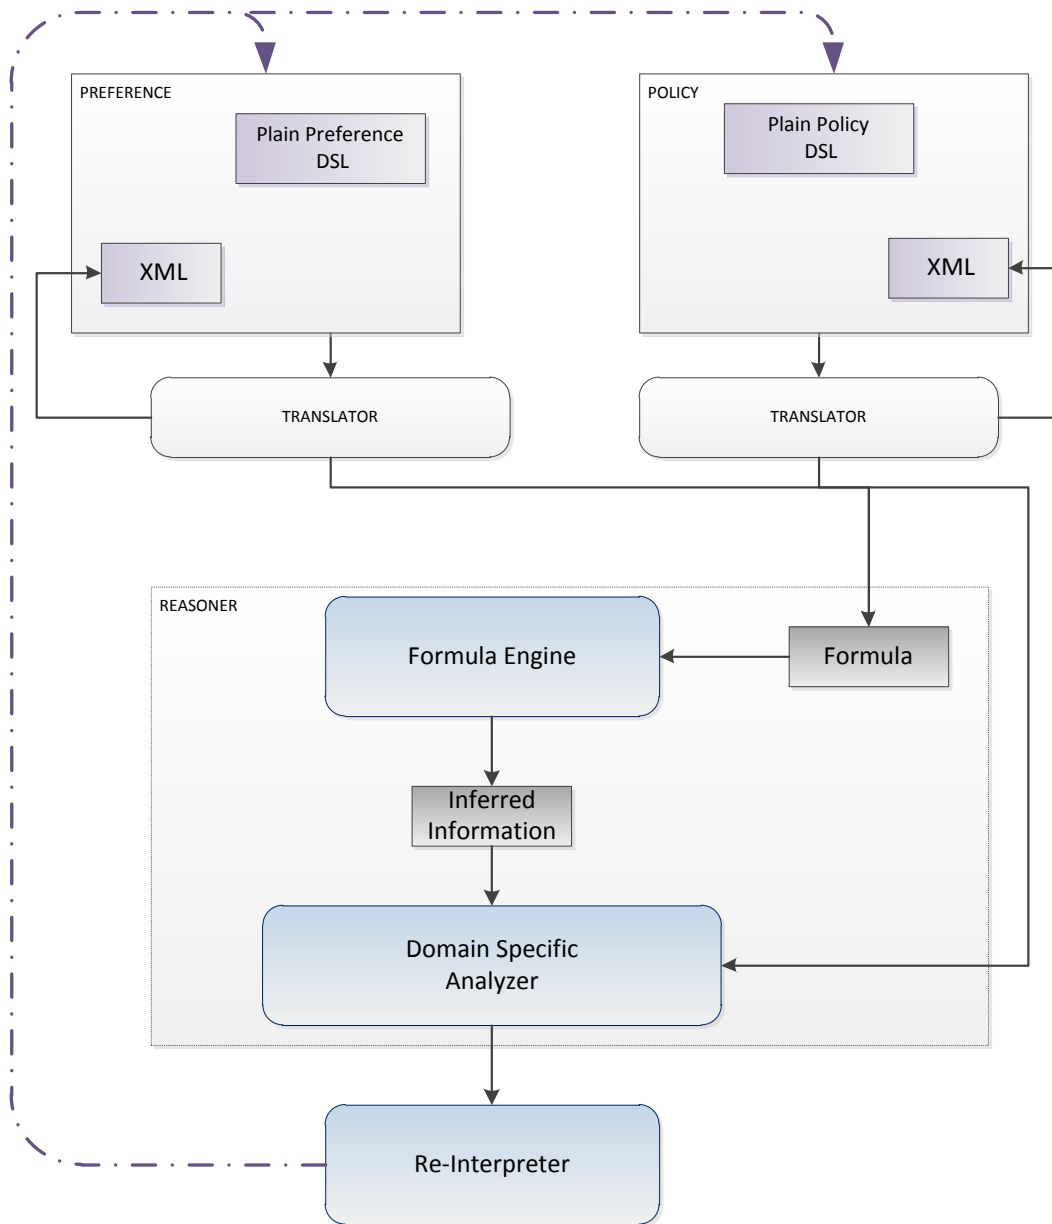 PREFERENCE
Plain Preference
DSL
XML
POLICY
Plain Policy
DSL
XML
TRANSLATOR
TRANSLATOR
REASONER
Formula Engine
Formula
Inferred
Information
Domain Specific
Analyzer
Re-Interpreter